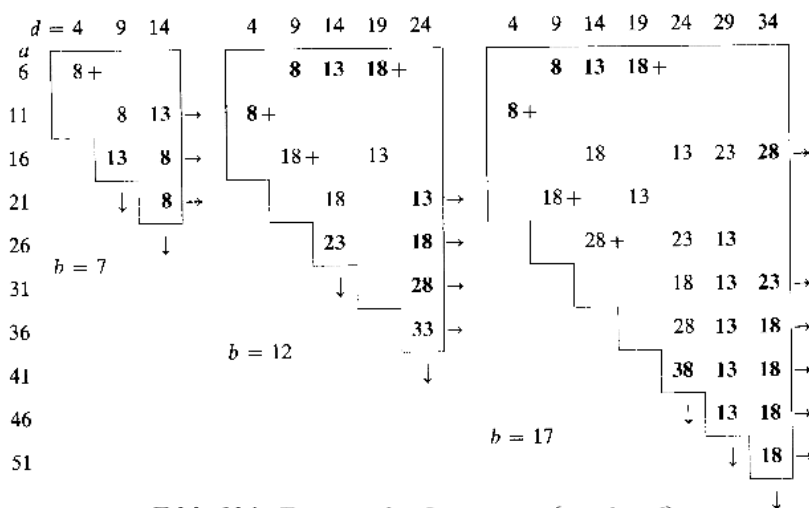 d = 4 9 14 4 9 14 19 24 4 9 14 19 24 29 34
a
6 8 + 8 13 18 + 8 13 18 +
11 8 13 → 8 + 8 +
16 13 8 → 18 + 13 18 13 23 28 →
21 ↓ 8 → 18 13 → 18 + 13
26 ↓ 23 18 → 28 + 23 13
b = 7
31 ↓ 28 → 18 13 23 →
36 33 → 28 13 18 →
b = 12
41 ↓ 38 13 18 →
46 ↓ 13 18 →
b = 17
51 ↓ 18 →
↓